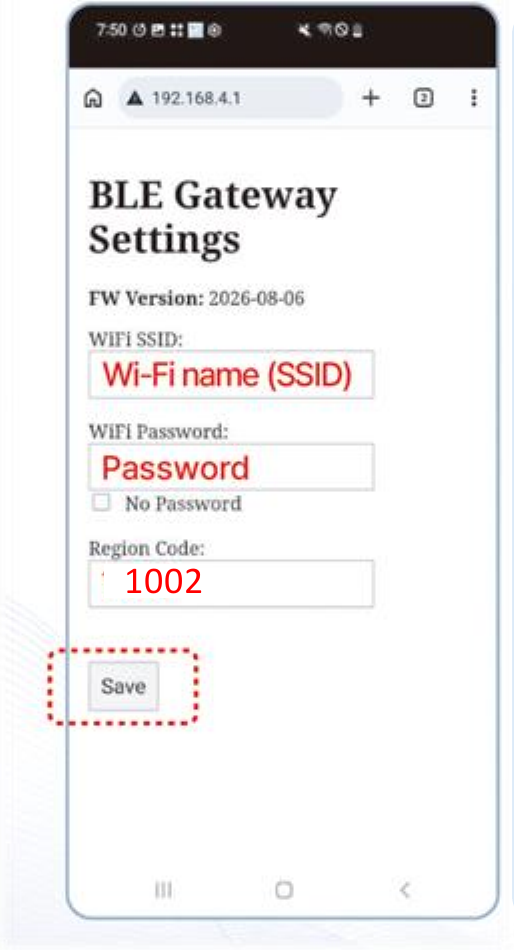 7:50
192.168.4.1
2
BLE Gateway
Settings
FW Version: 2026-08-06
WiFi SSID:
Wi-Fi name (SSID)
WiFi Password:
Password
No Password
Region Code:
1002
Save